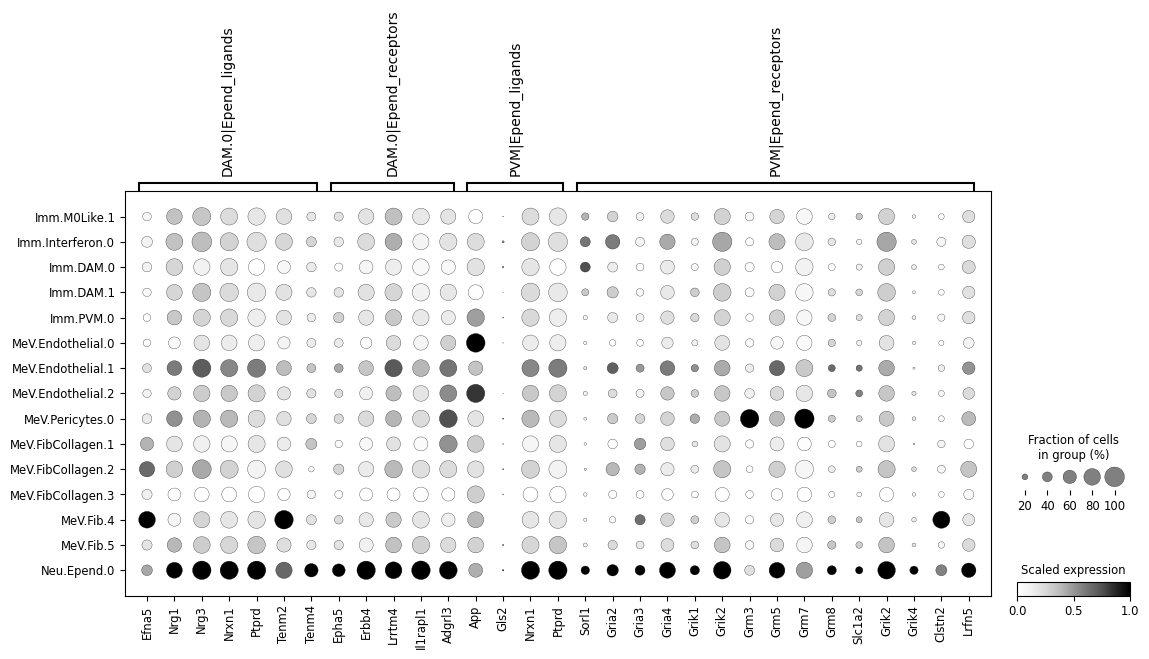 DAM.0|Epend_ligands
DAM.0|Epend_receptors
PVM|Epend_ligands
PVM|Epend_receptors
Imm.M0Like.1
Imm.Interferon.0
Imm.DAM.0
Imm.DAM.1
Imm.PVM.0
MeV.Endothelial.0
MeV.Endothelial.1
MeV.Endothelial.2
MeV.Pericytes.0
MeV.FibCollagen.1
MeV.FibCollagen.2
MeV.FibCollagen.3
MeV.Fib.4
MeV.Fib.5
Neu.Epend.0
Efna5
Nrg1
Nrg3
Nrxn1
Ptprd
Tenm2
Tenm4
Epha5
Erbb4
Lrrtm4
Il1rapl1
Adgrl3
App
Gls2
Nrxn1
Ptprd
Sorl1
Gria2
Gria3
Gria4
Grik1
Grik2
Grm3
Grm5
Grm7
Grm8
Slc1a2
Grik2
Grik4
Clstn2
Lrfn5
Fraction of cells
in group (%)
20 40 60 80 100
Scaled expression
0.0 0.5 1.0